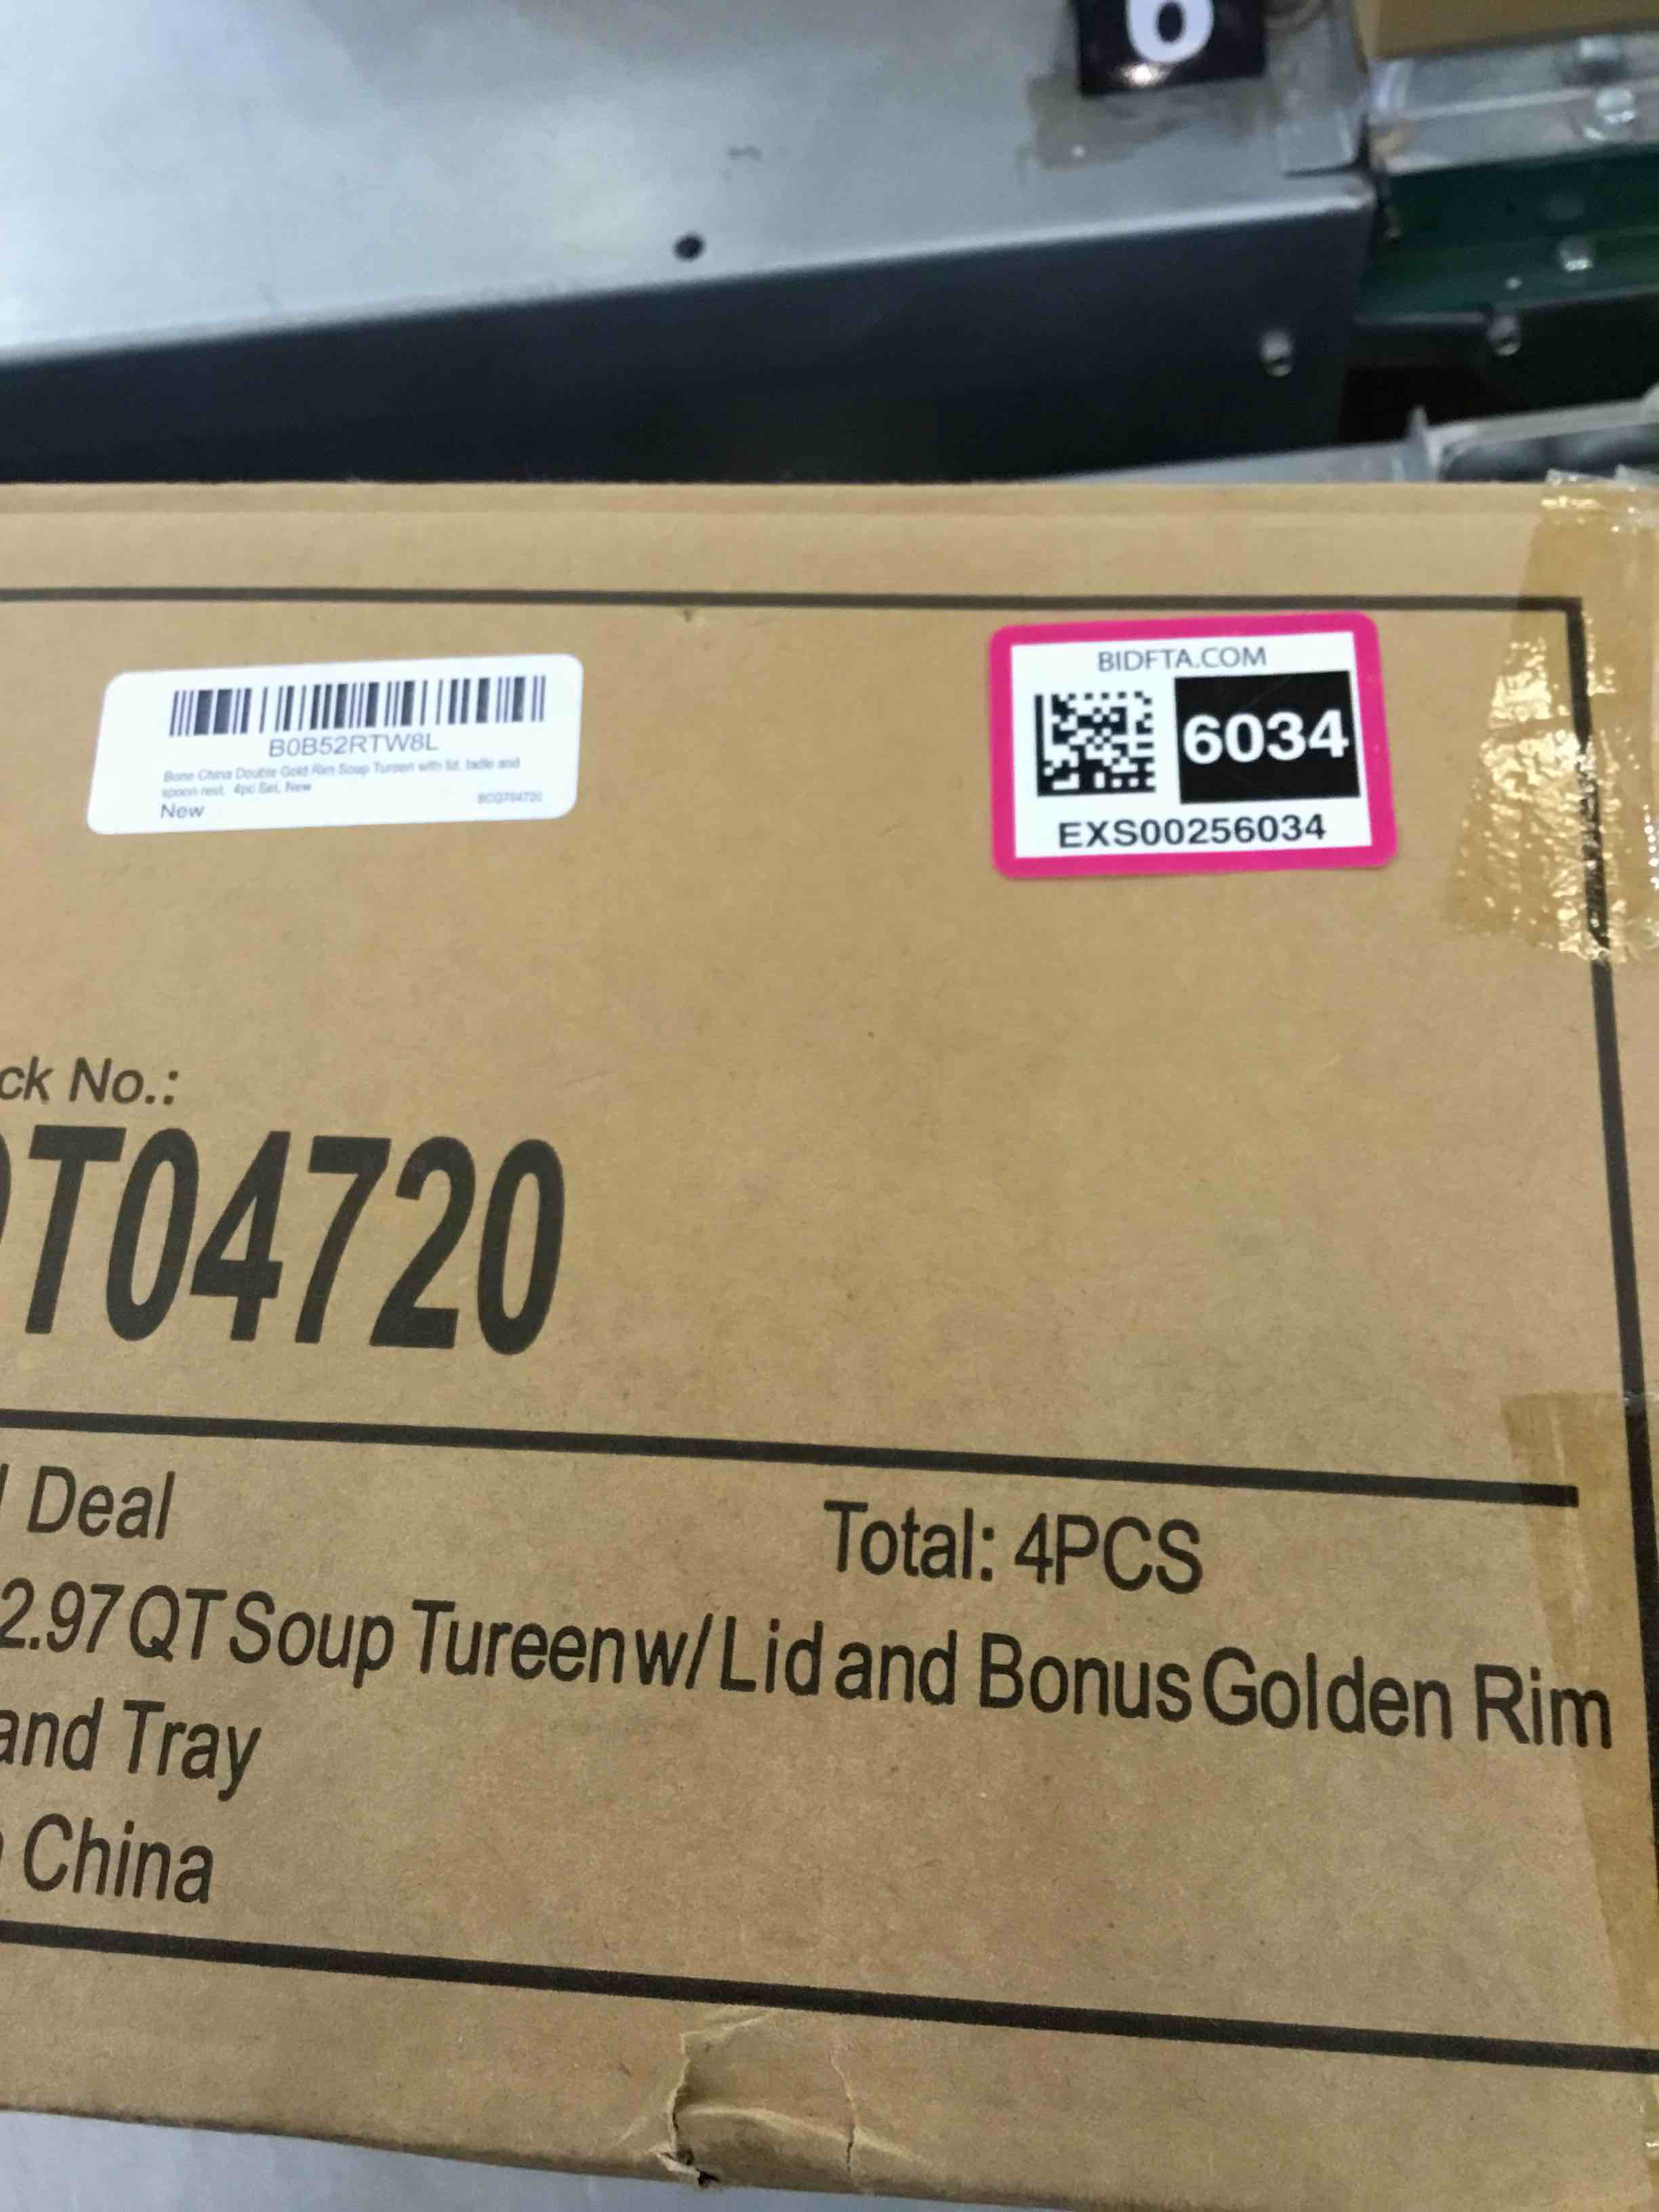 6
BIDFTA.COM
6034
EXS00256034
B0B52RTW8L
Bone China Double Gold Rim Soup Tureen with lid, ladle and
spoon rest, 4pc Set, New
New
ck No.:
T04720
Deal
Total: 4PCS
2.97 QT Soup Tureen w/ Lid and Bonus Golden Rim
and Tray
China